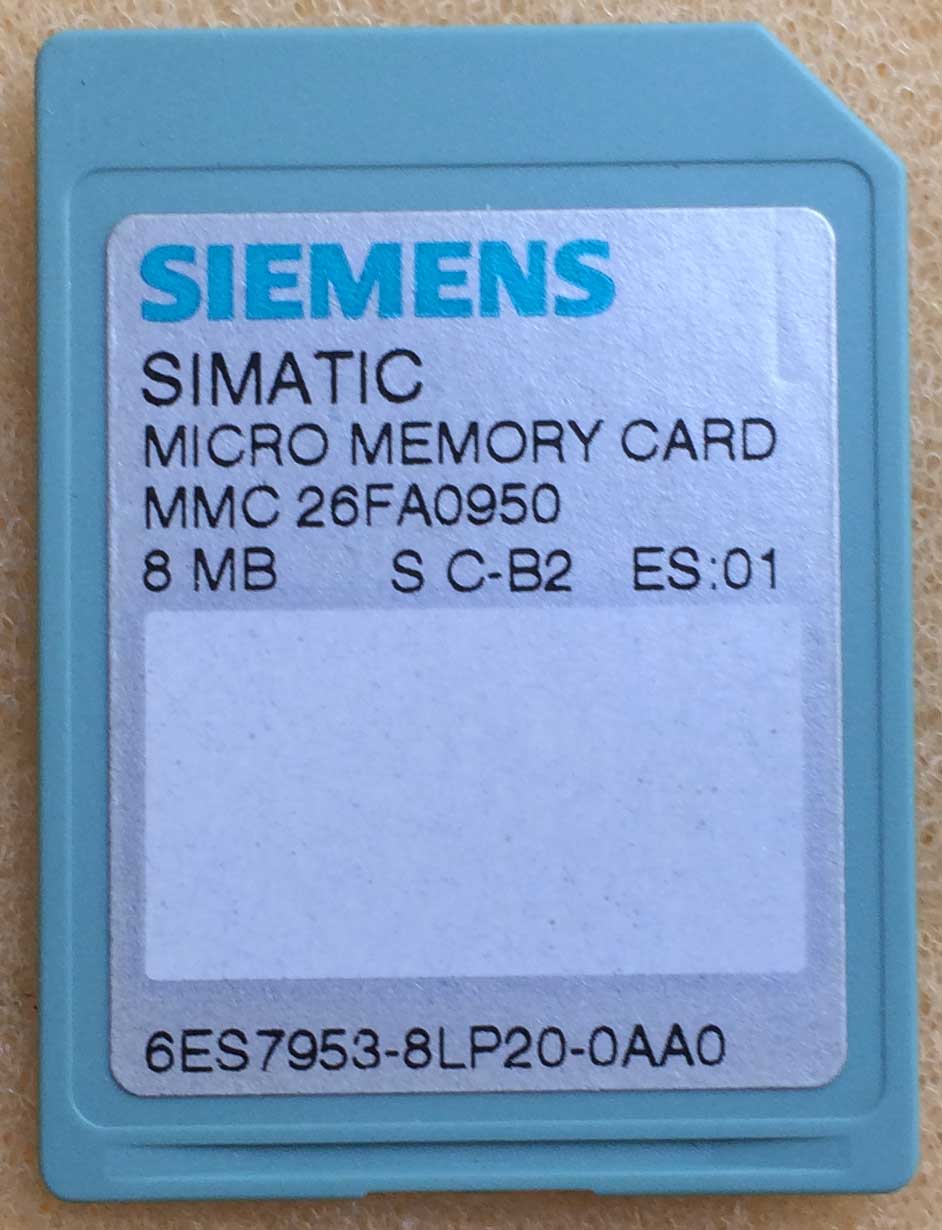 SIEMENS
SIMATIC
MICRO MEMORY CARD
MMC 26FA0950
8 MB S C-B2 ES:01
6ES7953-8LP20-0AA0